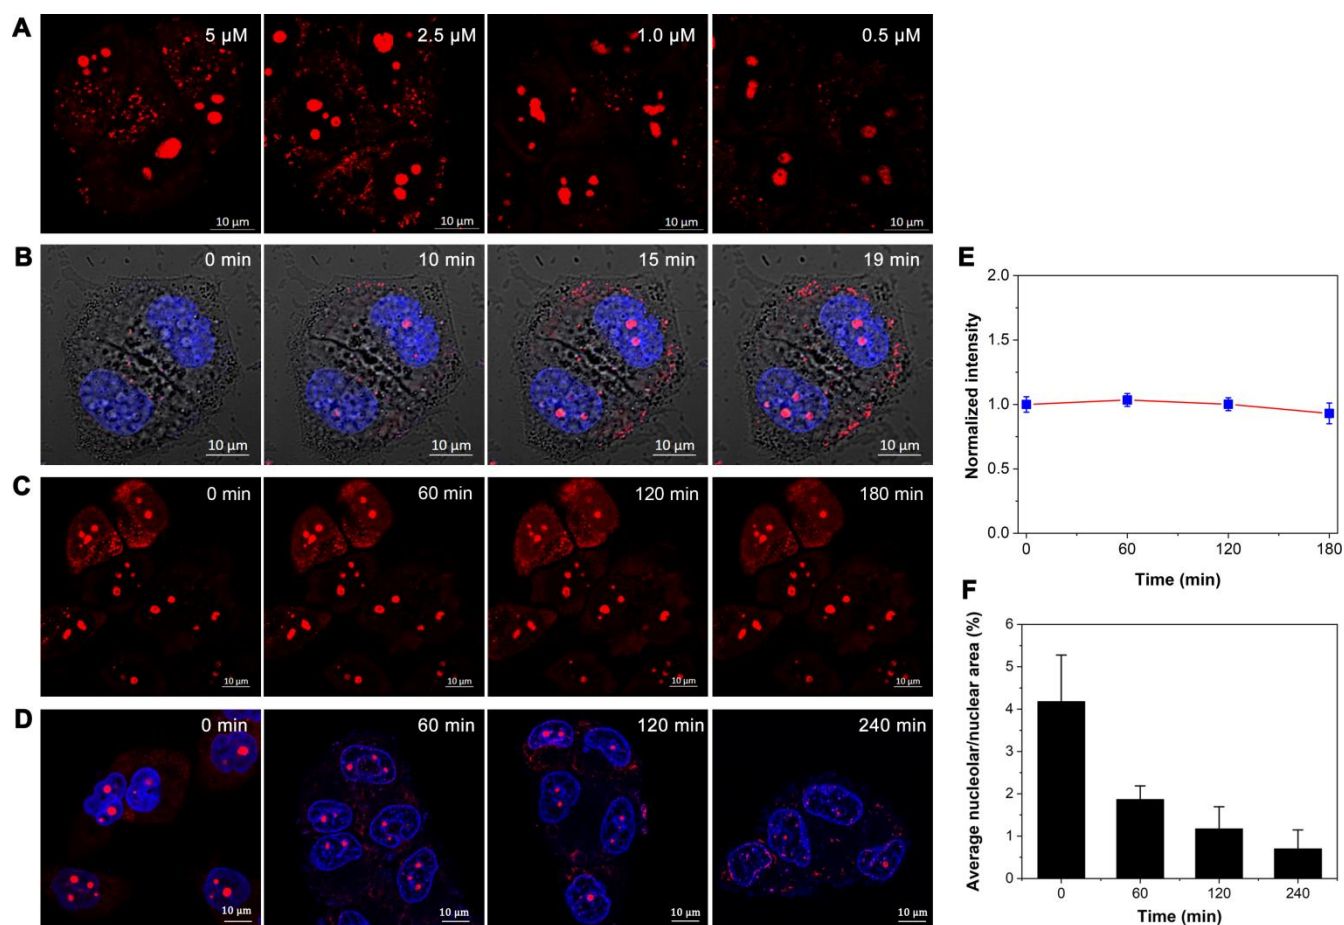 A
5 µM
2.5 µM
1.0 µM
0.5 µM
10 µm
10 µm
10 µm
10 µm
B
0 min
10 min
15 min
19 min
10 µm
10 µm
10 µm
10 µm
C
0 min
60 min
120 min
180 min
10 µm
10 µm
10 µm
10 µm
D
0 min
60 min
120 min
240 min
10 µm
10 µm
10 µm
10 µm
E
Normalized intensity
2.0
1.5
1.0
0.5
0.0
0
60
120
180
Time (min)
F
Average nucleolar/nuclear area (%)
6
5
4
3
2
1
0
0
60
120
240
Time (min)